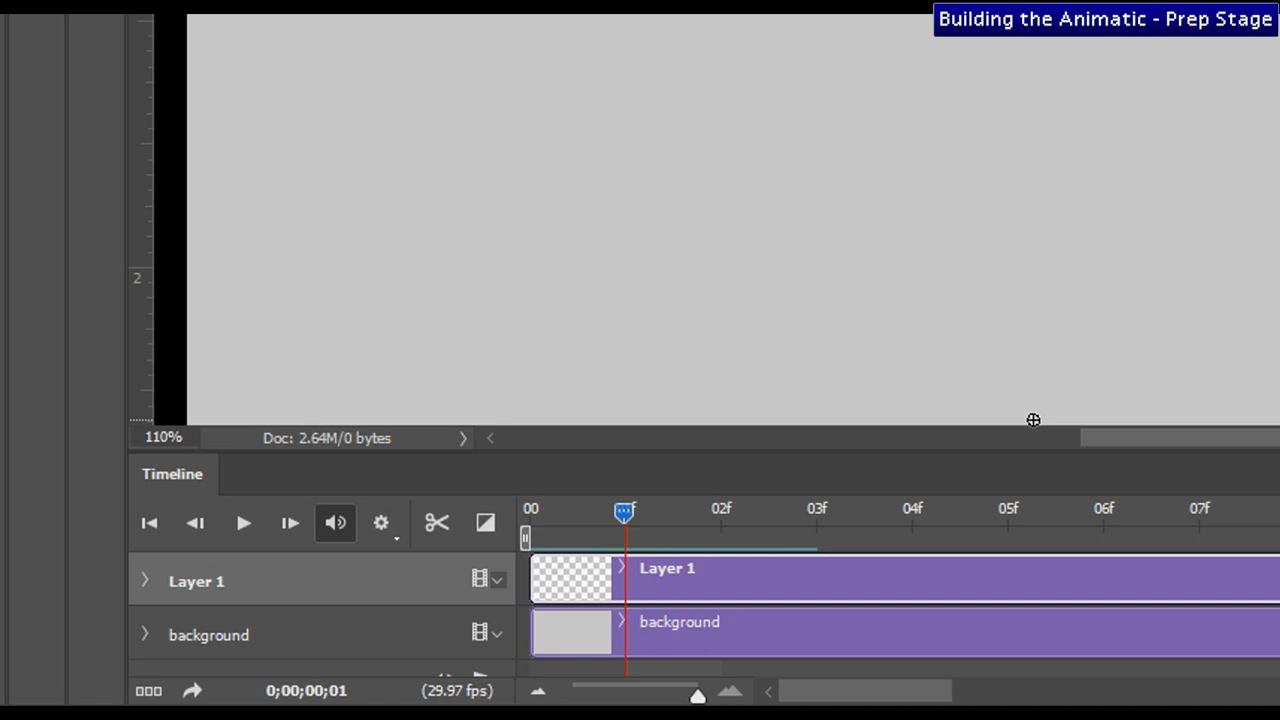 Building the Animatic - Prep Stage
2
110% Doc: 2.64M/0 bytes
Timeline
00 02f 03f 04f 05f 06f 07f
Layer 1 Layer 1
background background
0;00;00;01 (29.97 fps)